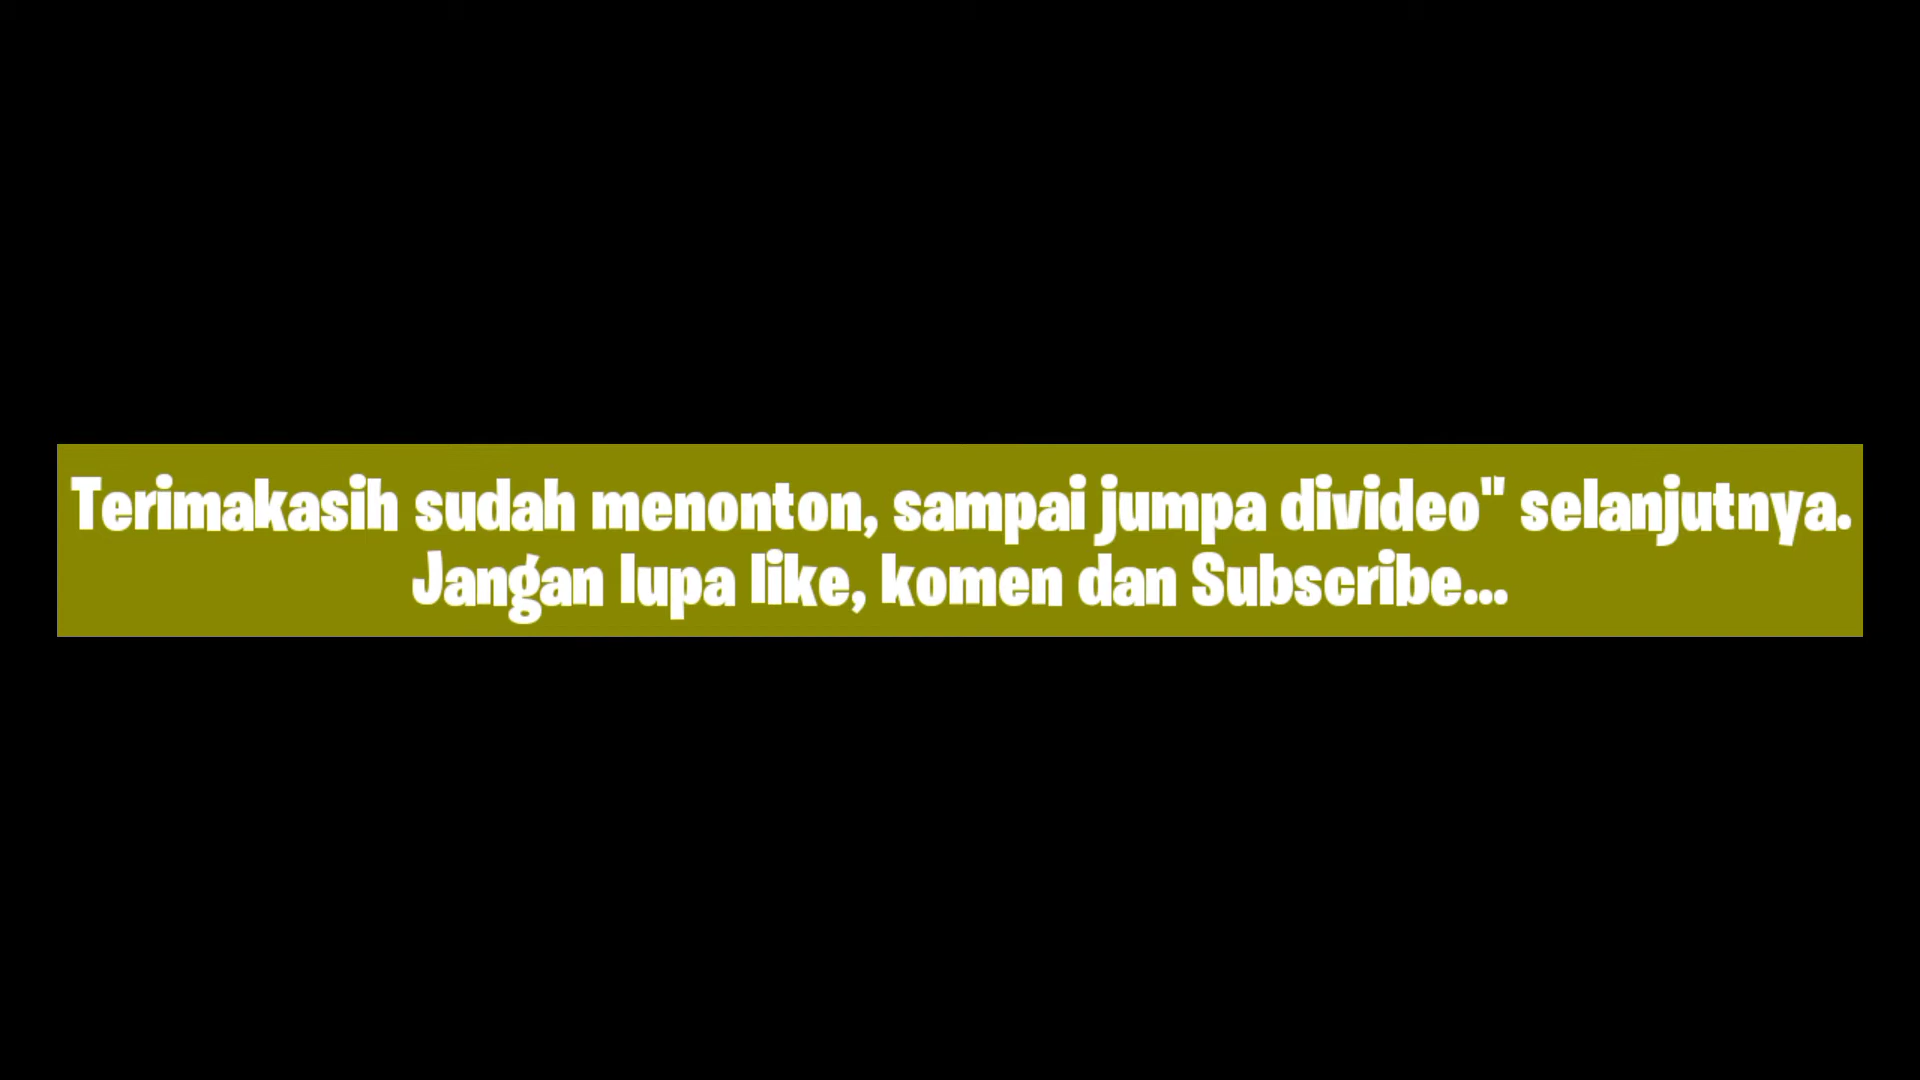 Terimakasih sudah menonton, sampai jumpa divideo" selanjutnya.
Jangan lupa like, komen dan Subscribe...